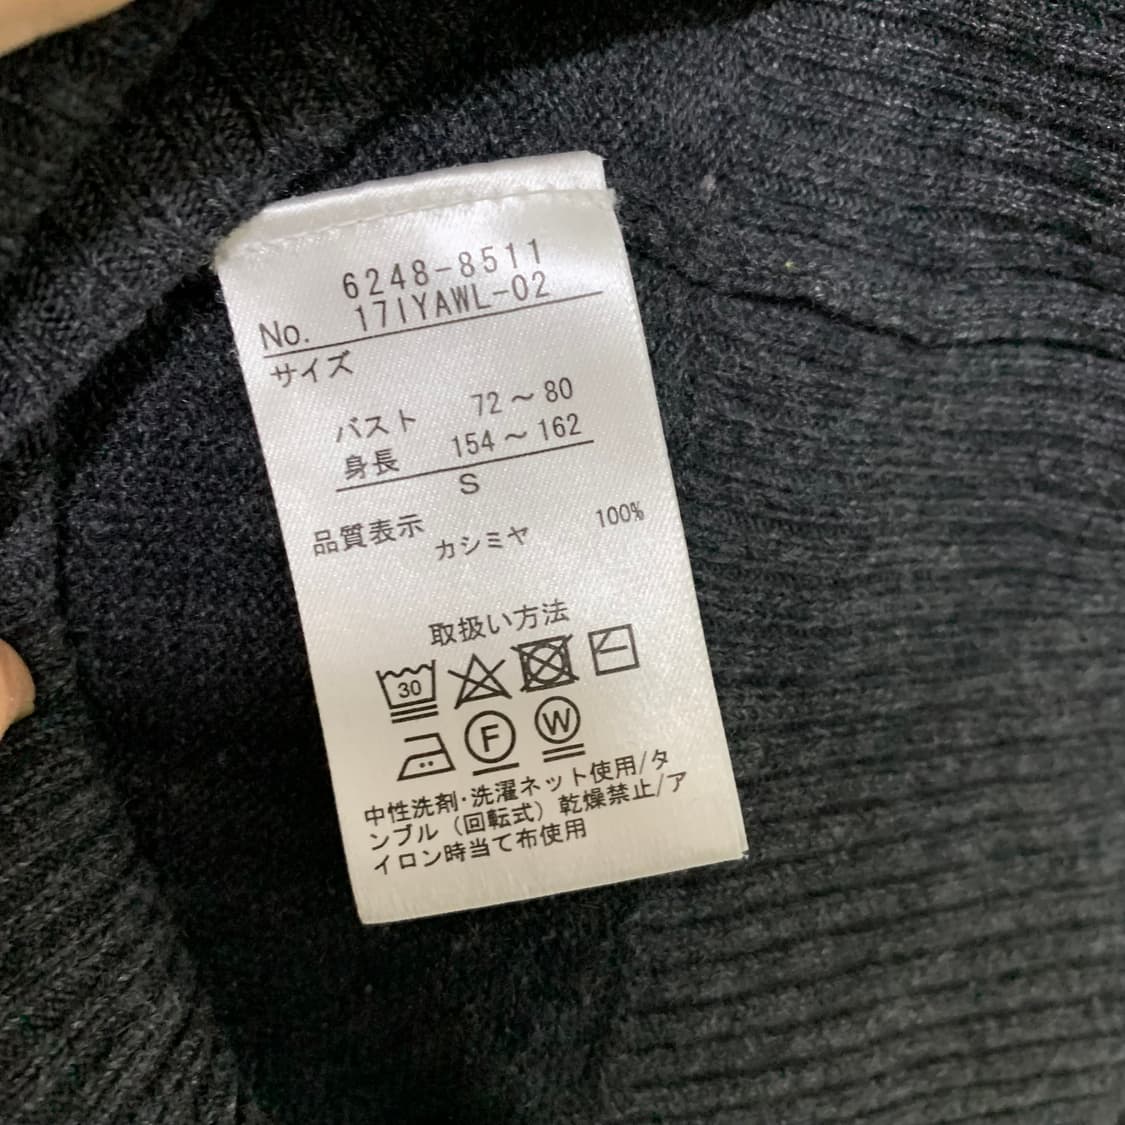 6248-8511
No. 17IYAWL-02
サイズ
バスト 72～80
身長 154～162
S
品質表示
カシミヤ 100%
取扱い方法
30
F W
中性洗剤・洗濯ネット使用/タ
ンブル（回転式）乾燥禁止/ア
イロン時当て布使用